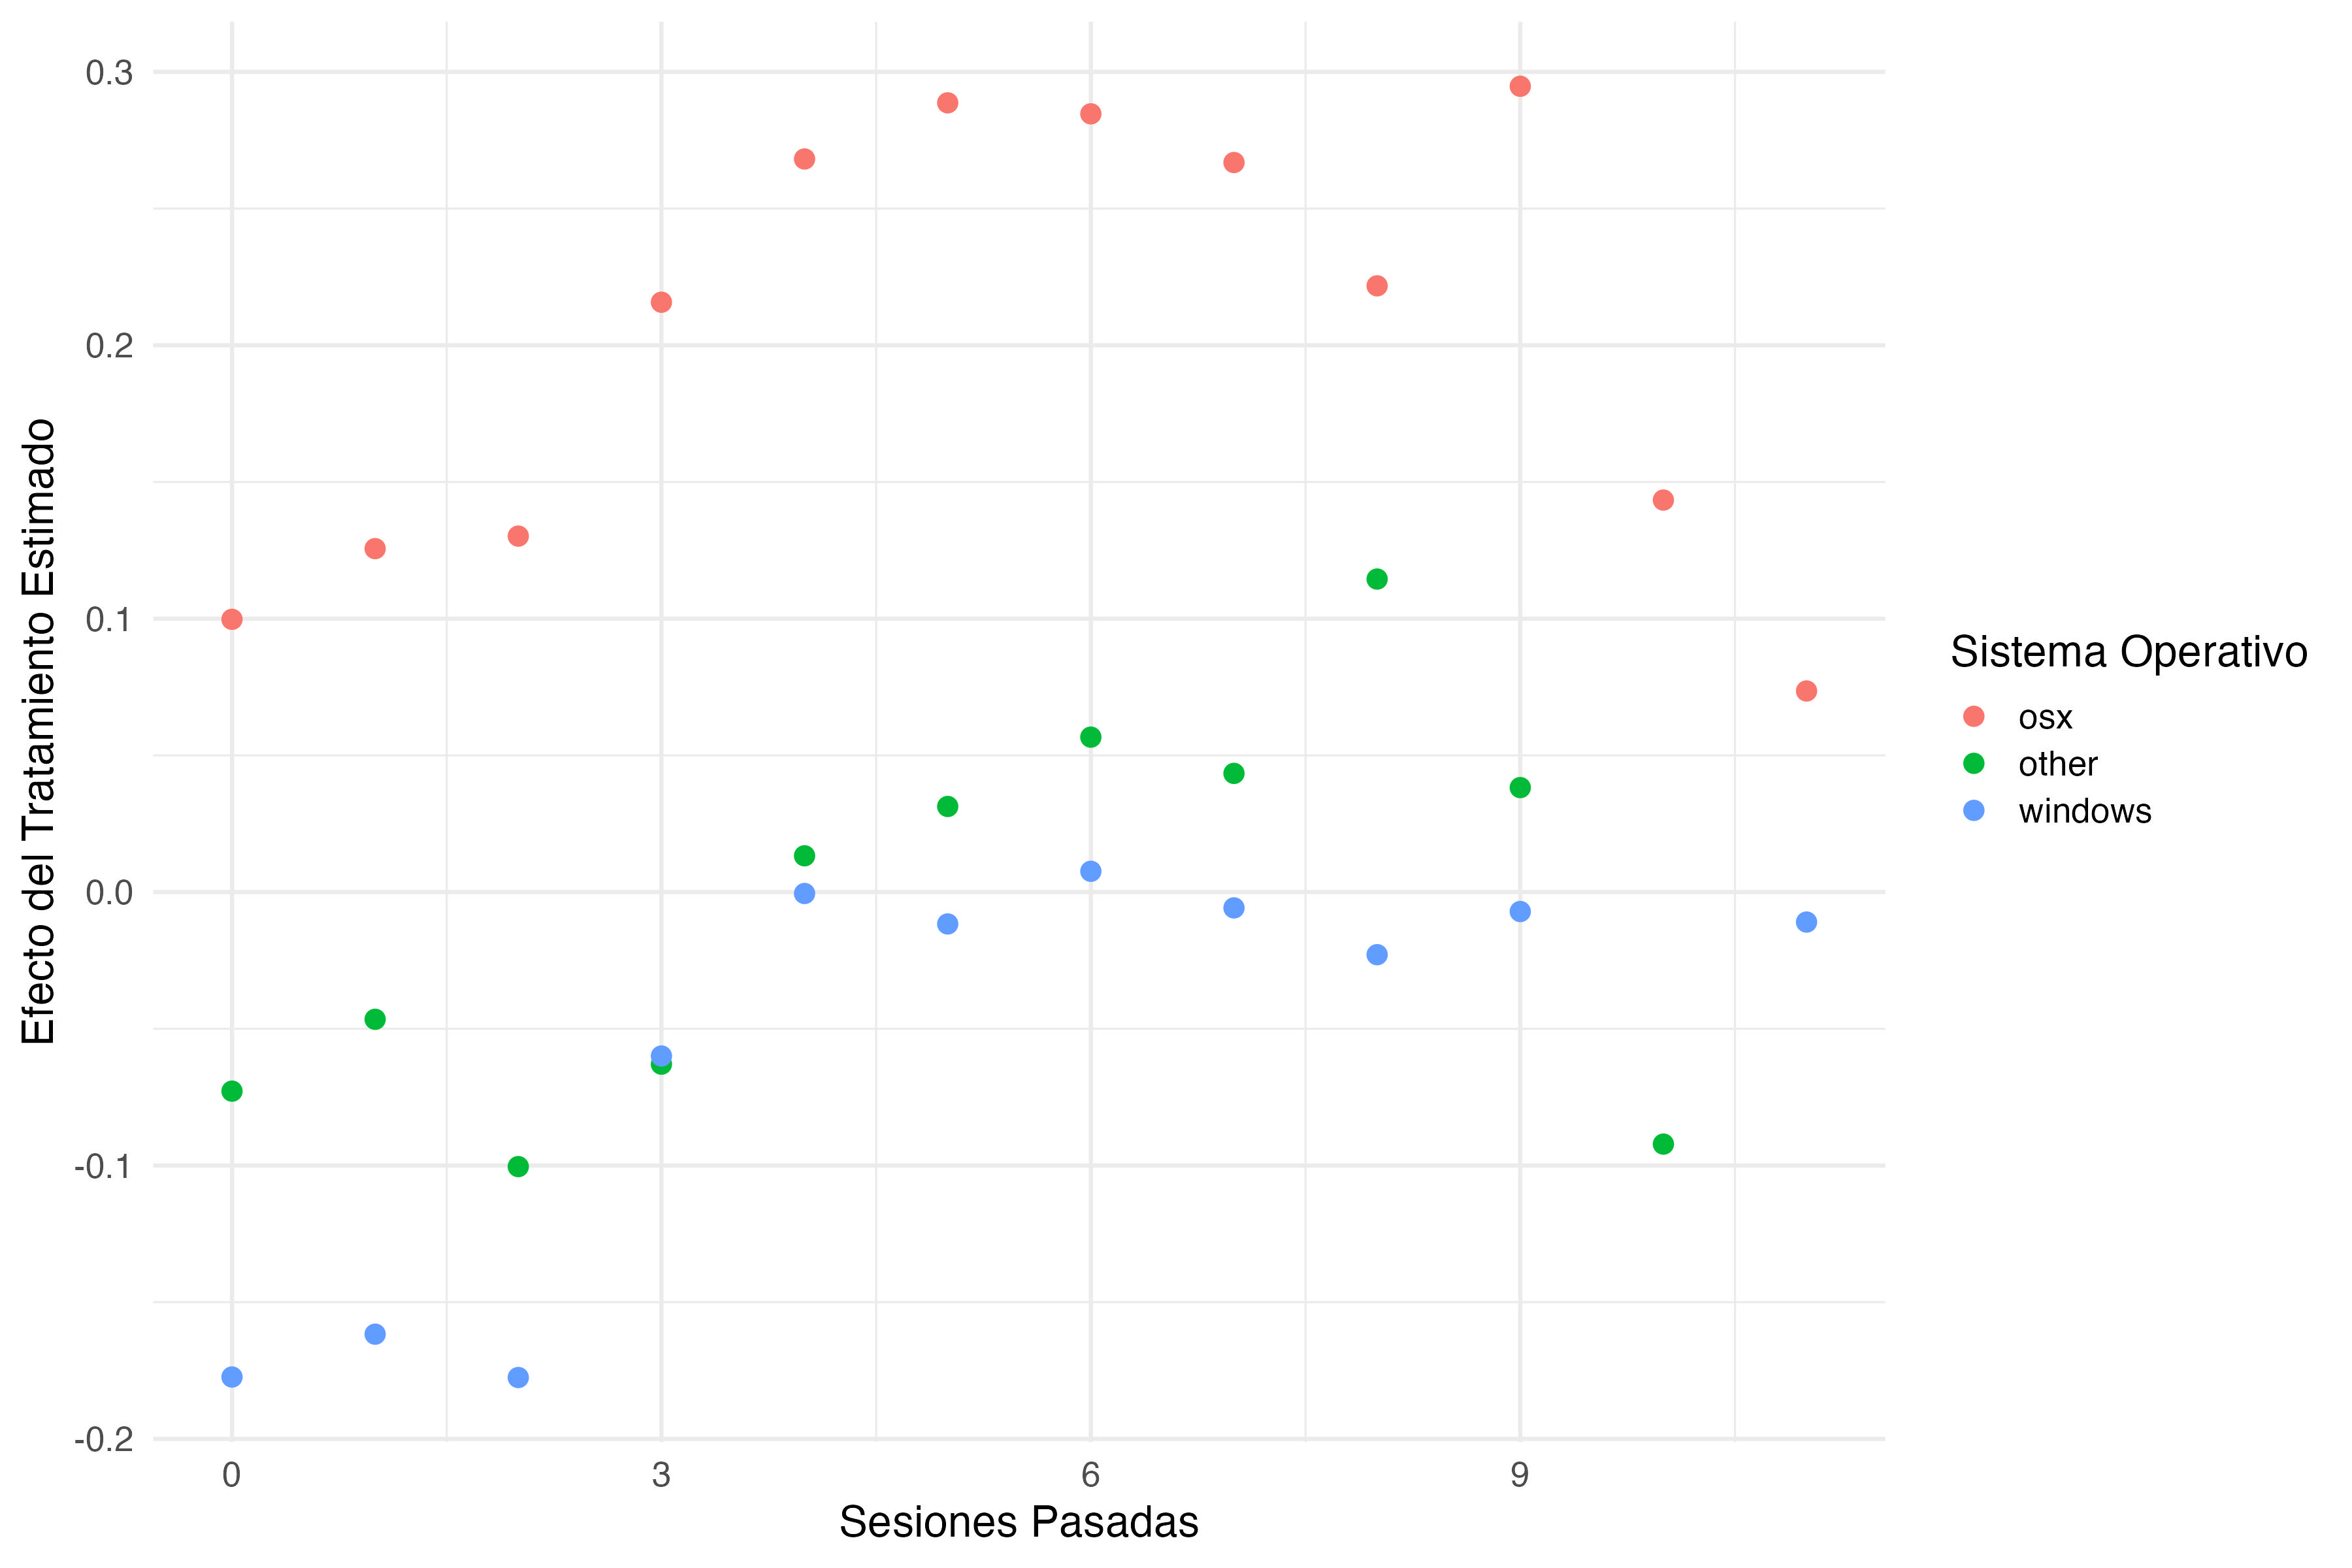 0.3
0.2
0.1
0.0
-0.1
-0.2
Efecto del Tratamiento Estimado
0 3 6 9
Sesiones Pasadas
Sistema Operativo
osx
other
windows